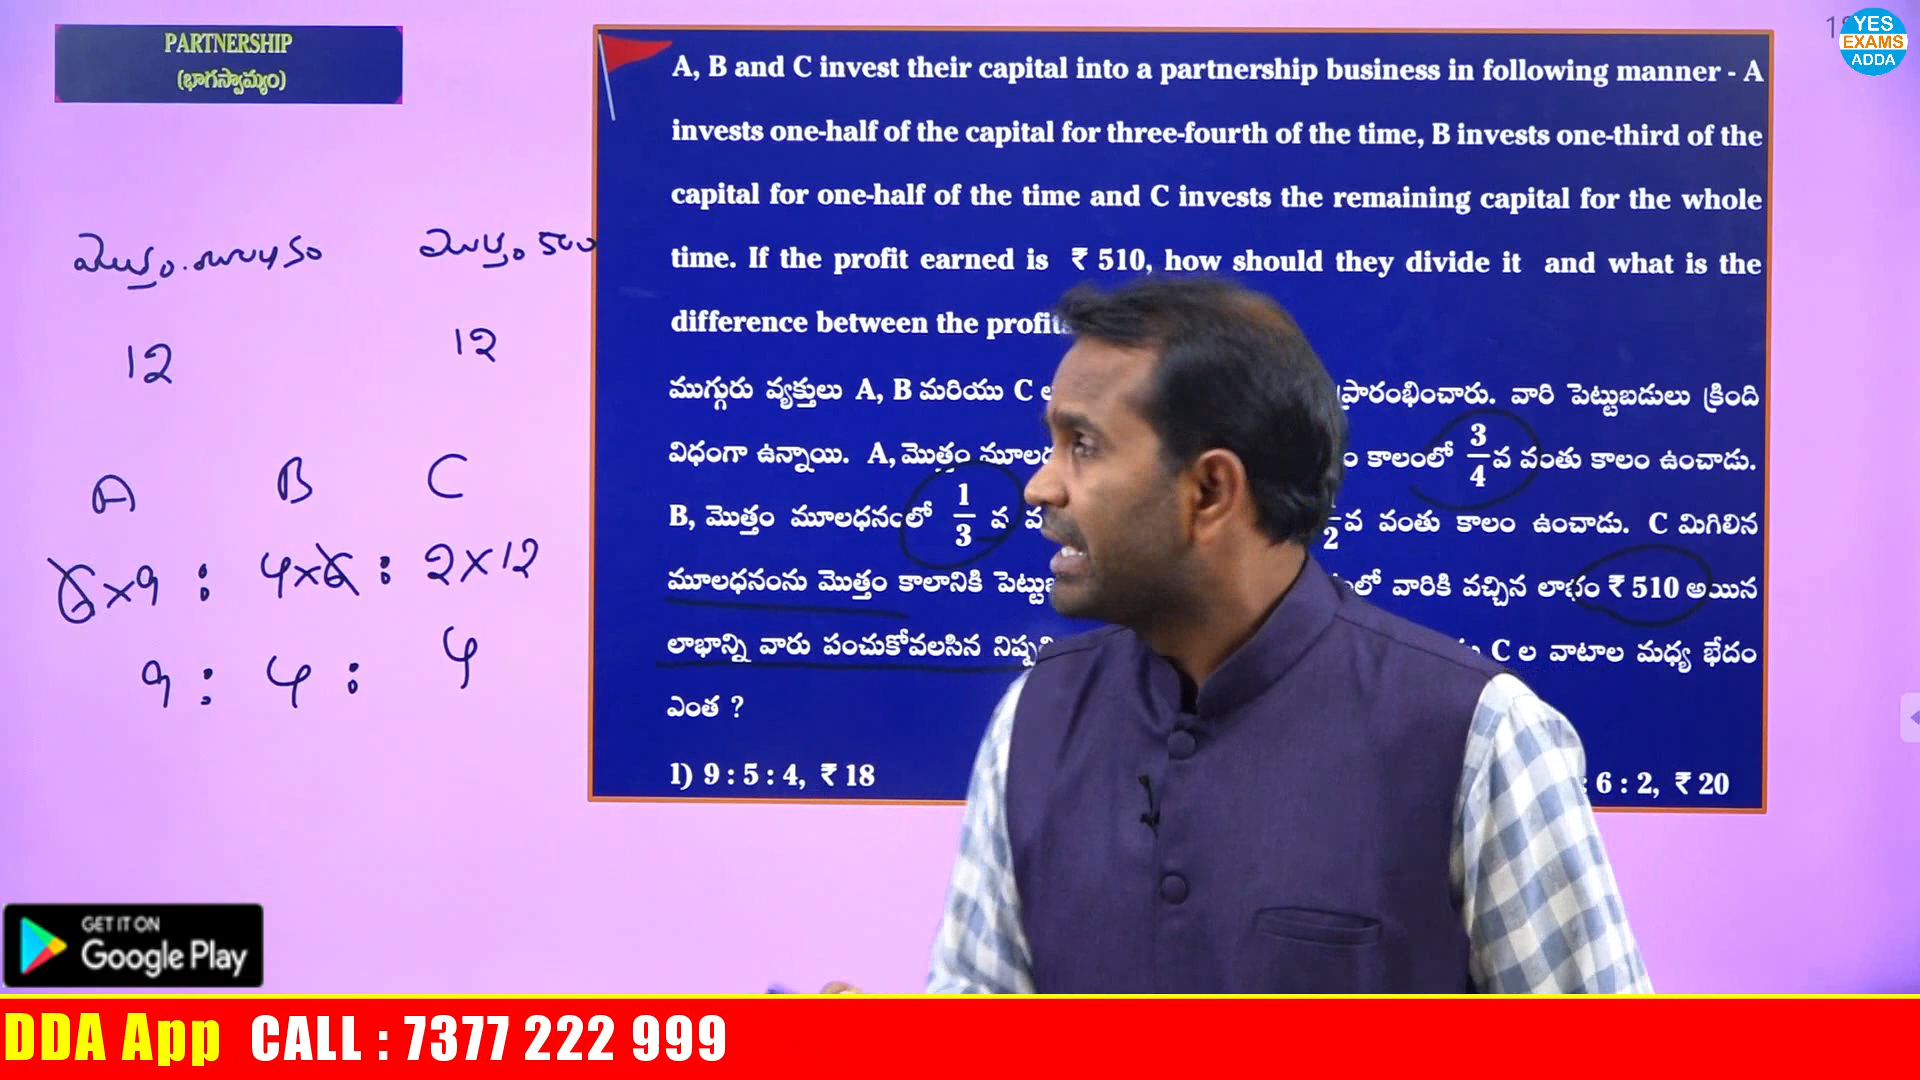 PARTNERSHIP
(భాగస్వామ్యం)
YES
EXAMS
ADDA
A, B and C invest their capital into a partnership business in following manner - A
invests one-half of the capital for three-fourth of the time, B invests one-third of the
capital for one-half of the time and C invests the remaining capital for the whole
time. If the profit earned is ₹ 510, how should they divide it and what is the
difference between the profit
ముగ్గురు వ్యక్తులు A, B మరియు C ప్రారంభించారు. వారి పెట్టుబడులు క్రింది
విధంగా ఉన్నాయి. A, మొత్తం కాలంలో 3/4 వ వంతు కాలం ఉంచాడు.
B, మొత్తం మూలధనంలో 1/3 వ వ వంతు కాలం ఉంచాడు. C మిగిలిన
మూలధనంను మొత్తం కాలానికి వారికి వచ్చిన లాభం ₹ 510 అయిన
లాభాన్ని వారు పంచుకోవలసిన C ల వాటాల మధ్య భేదం
ఎంత ?
1) 9 : 5 : 4, ₹ 18
: 6 : 2, ₹ 20
మొత్తం
మొత్తం
12 12
A B C
6×9 : 4×6 : 2×12
9 : 4 : 4
GET IT ON
Google Play
DDA App CALL : 7377 222 999